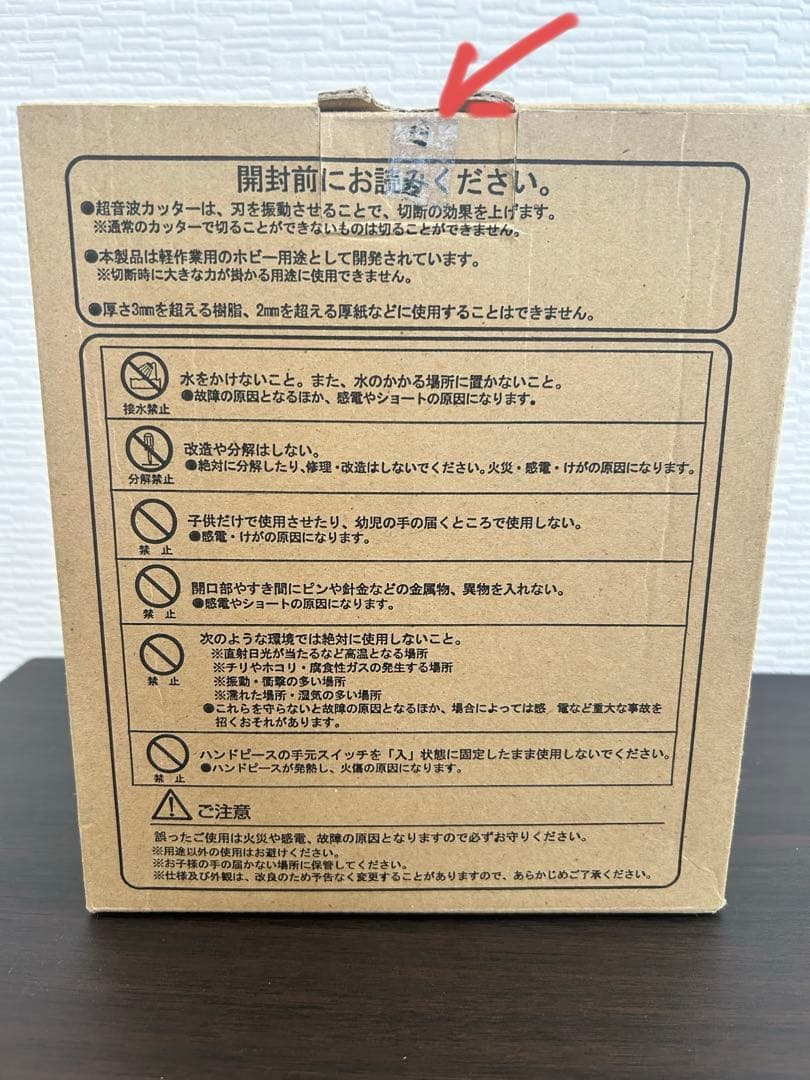 開封前にお読みください。
●超音波カッターは、刃を振動させることで、切断の効果を上げます。
※通常のカッターで切ることができないものは切ることができません。
●本製品は軽作業用のホビー用途として開発されています。
※切断時に大きな力が掛かる用途に使用できません。
●厚さ3mmを超える樹脂、2mmを超える厚紙などに使用することはできません。
接水禁止
水をかけないこと。また、水のかかる場所に置かないこと。
●故障の原因となるほか、感電やショートの原因になります。
分解禁止
改造や分解はしない。
●絶対に分解したり、修理・改造はしないでください。火災・感電・けがの原因になります。
禁 止
子供だけで使用させたり、幼児の手の届くところで使用しない。
●感電・けがの原因になります。
禁 止
開口部やすき間にピンや針金などの金属物、異物を入れない。
●感電やショートの原因になります。
禁 止
次のような環境では絶対に使用しないこと。
※直射日光が当たるなど高温となる場所
※チリやホコリ・腐食性ガスの発生する場所
※振動・衝撃の多い場所
※濡れた場所・湿気の多い場所
●これらを守らないと故障の原因となるほか、場合によっては感 電など重大な事故を
招くおそれがあります。
禁 止
ハンドピースの手元スイッチを「入」状態に固定したまま使用しないでください。
●ハンドピースが発熱し、火傷の原因になります。
ご注意
誤ったご使用は火災や感電、故障の原因となりますので必ずお守りください。
※用途以外の使用はお避けください。
※お子様の手の届かない場所に保管してください。
※仕様及び外観は、改良のため予告なく変更することがありますので、あらかじめご了承ください。